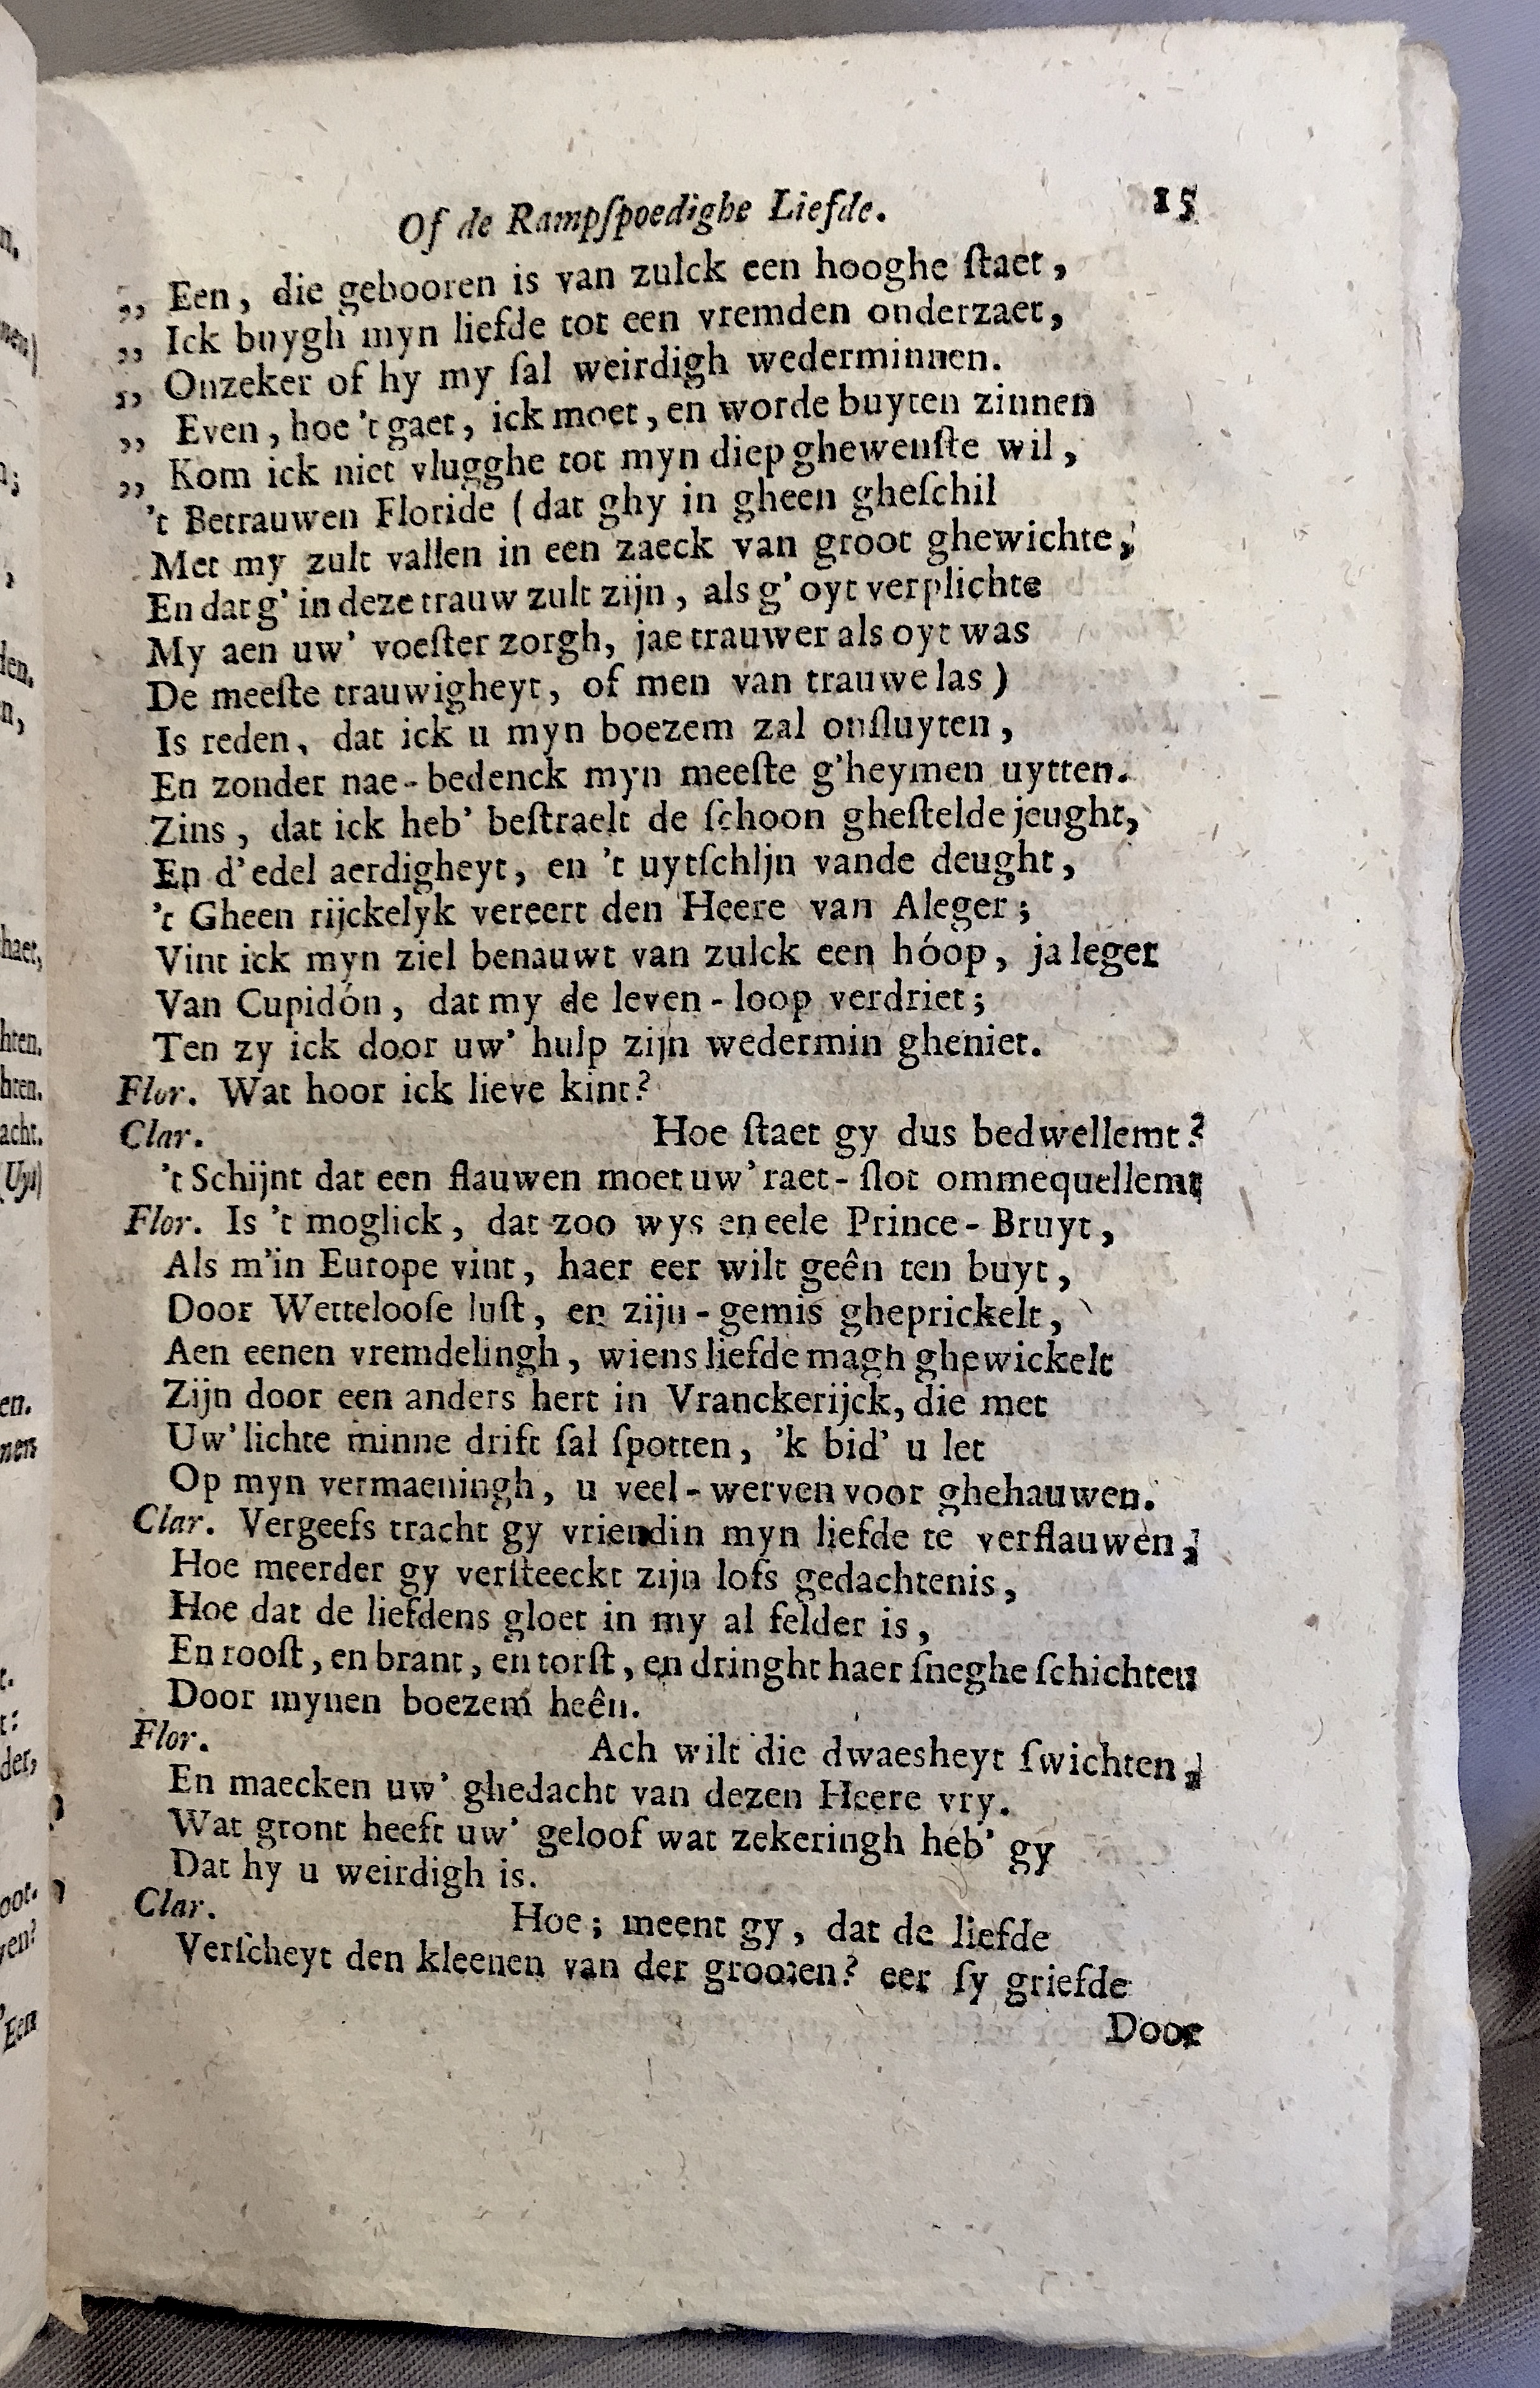 Of de Rampſpoedighe Liefde. 15
,, Een, die gebooren is van zulck een hooghe ſtaet,
,, Ick buygh myn liefde tot een vremden onderzaet,
,, Onzeker of hy my ſal weirdigh wederminnen.
,, Even, hoe 't gaet, ick moet, en worde buyten zinnen
,, Kom ick niet vlugghe tot myn diep ghewenſte wil,
't Betrauwen Floride (dat ghy in gheen gheſchil
Met my zult vallen in een zaeck van groot ghewichte,
En dat g' in deze trauw zult zijn, als g' oyt verplichte
My aen uw' voeſter zorgh, jae trauwer als oyt was
De meeſte trauwigheyt, of men van trauwe las)
Is reden, dat ick u myn boezem zal onſluyten,
En zonder nae-bedenck myn meeſte g'heymen uytten.
Zins, dat ick heb' beſtraelt de ſchoon gheſtelde jeught,
En d'edel aerdigheyt, en 't uytſchijn vande deught,
't Gheen rijckelyk vereert den Heere van Aleger;
Vint ick myn ziel benauwt van zulck een hóop, ja leger
Van Cupidón, dat my de leven-loop verdriet;
Ten zy ick door uw' hulp zijn wedermin gheniet.
Flor. Wat hoor ick lieve kint?
Clar. Hoe ſtaet gy dus bedwellemt?
't Schijnt dat een flauwen moet uw' raet-ſlot ommequellemt
Flor. Is 't moglick, dat zoo wys en eele Prince-Bruyt,
Als m'in Europe vint, haer eer wilt geên ten buyt,
Door Wetteloofe luſt, en zijn-gemis gheprickelt,
Aen eenen vremdelingh, wiens liefde magh ghewickelt
Zijn door een anders hert in Vranckerijck, die met
Uw' lichte minne drift ſal ſpotten, 'k bid' u let
Op myn vermaeningh, u veel-werven voor ghehauwen.
Clar. Vergeefs tracht gy vriendin myn liefde te verflauwen,
Hoe meerder gy verſteeckt zijn lofs gedachtenis,
Hoe dat de liefdens gloet in my al felder is,
En rooſt, en brant, en torſt, en dringht haer ſneghe ſchichten
Door mynen boezem heên.
Flor. Ach wilt die dwaesheyt ſwichten,
En maecken uw' ghedacht van dezen Heere vry.
Wat gront heeft uw' geloof wat zekeringh heb' gy
Dat hy u weirdigh is.
Clar. Hoe; meent gy, dat de liefde
Verſcheyt den kleenen van der grooten? eer ſy griefde
Door